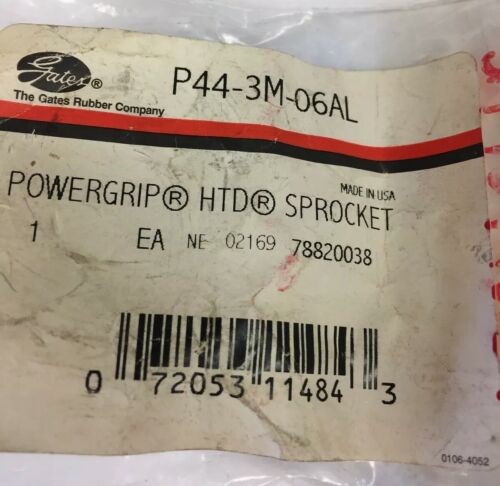 Gates®
The Gates Rubber Company
P44-3M-06AL
MADE IN USA
POWERGRIP® HTD® SPROCKET
1 EA NE 02169 78820038
0 72053 11484 3
0106-4052